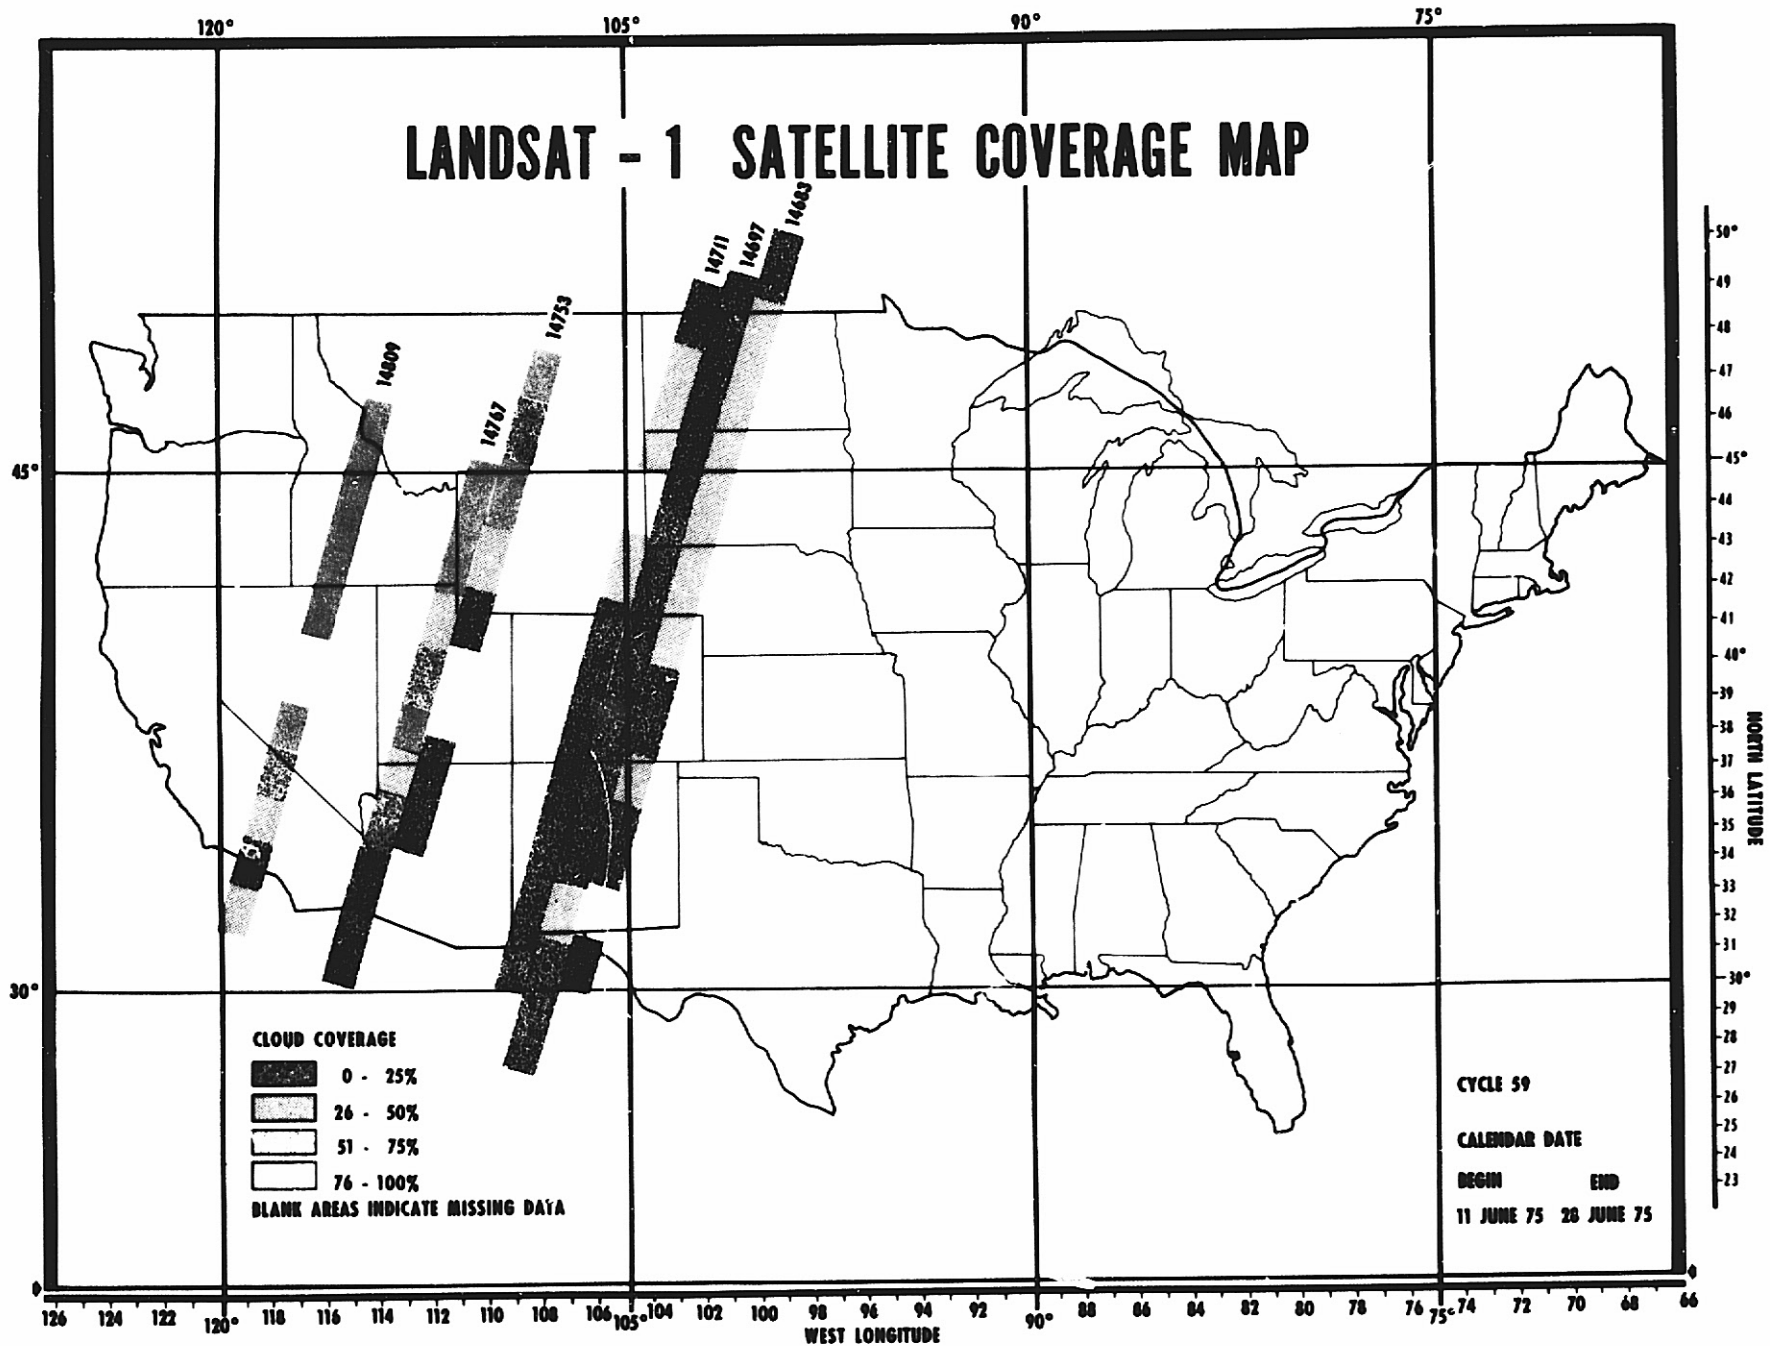 120° 105° 90° 75°
LANDSAT - 1 SATELLITE COVERAGE MAP
14683
14697
14711
14753
14809
14767
50°
49
48
47
46
45° 45°
44
43
42
41
40°
39
38
37
36
35
34
33
32
31
30° 30°
29
28
27
26
25
24
23
NORTH LATITUDE
CLOUD COVERAGE
0 - 25%
26 - 50%
51 - 75%
76 - 100%
BLANK AREAS INDICATE MISSING DATA
CYCLE 59
CALENDAR DATE
BEGIN END
11 JUNE 75 28 JUNE 75
126 124 122 120° 118 116 114 112 110 108 106 105° 104 102 100 98 96 94 92 90° 88 86 84 82 80 78 76 75° 74 72 70 68 66
WEST LONGITUDE